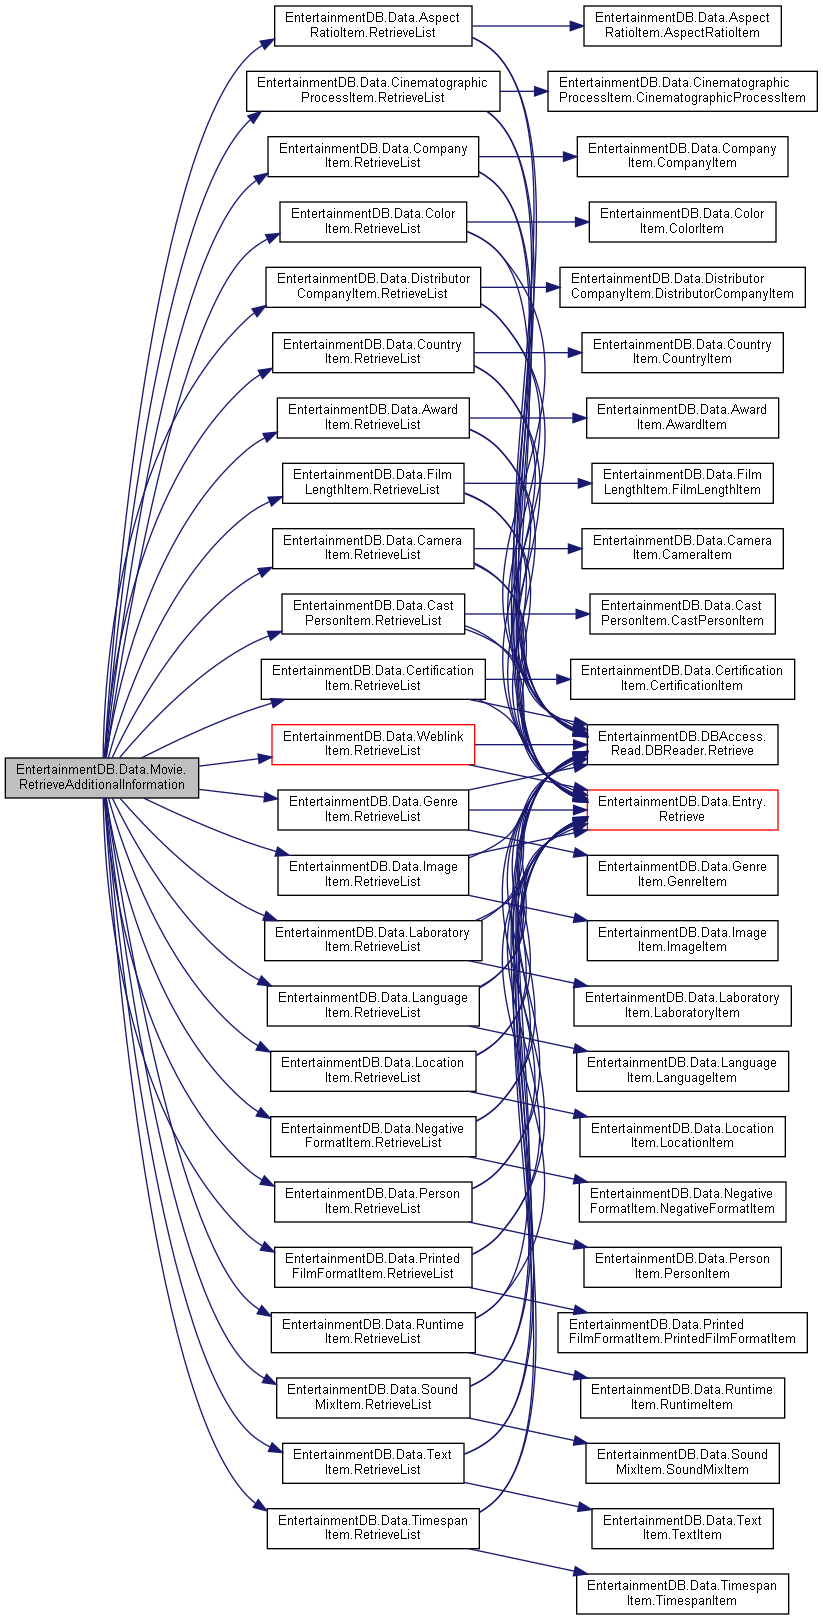 EntertainmentDB.Data.Movie.
RetrieveAdditionalInformation
EntertainmentDB.Data.Aspect
RatioItem.RetrieveList
EntertainmentDB.Data.Aspect
RatioItem.AspectRatioItem
EntertainmentDB.Data.Cinematographic
ProcessItem.RetrieveList
EntertainmentDB.Data.Cinematographic
ProcessItem.CinematographicProcessItem
EntertainmentDB.Data.Company
Item.RetrieveList
EntertainmentDB.Data.Company
Item.CompanyItem
EntertainmentDB.Data.Color
Item.RetrieveList
EntertainmentDB.Data.Color
Item.ColorItem
EntertainmentDB.Data.Distributor
CompanyItem.RetrieveList
EntertainmentDB.Data.Distributor
CompanyItem.DistributorCompanyItem
EntertainmentDB.Data.Country
Item.RetrieveList
EntertainmentDB.Data.Country
Item.CountryItem
EntertainmentDB.Data.Award
Item.RetrieveList
EntertainmentDB.Data.Award
Item.AwardItem
EntertainmentDB.Data.Film
LengthItem.RetrieveList
EntertainmentDB.Data.Film
LengthItem.FilmLengthItem
EntertainmentDB.Data.Camera
Item.RetrieveList
EntertainmentDB.Data.Camera
Item.CameraItem
EntertainmentDB.Data.Cast
PersonItem.RetrieveList
EntertainmentDB.Data.Cast
PersonItem.CastPersonItem
EntertainmentDB.Data.Certification
Item.RetrieveList
EntertainmentDB.Data.Certification
Item.CertificationItem
EntertainmentDB.Data.Weblink
Item.RetrieveList
EntertainmentDB.DBAccess.
Read.DBReader.Retrieve
EntertainmentDB.Data.Genre
Item.RetrieveList
EntertainmentDB.Data.Entry.
Retrieve
EntertainmentDB.Data.Image
Item.RetrieveList
EntertainmentDB.Data.Genre
Item.GenreItem
EntertainmentDB.Data.Laboratory
Item.RetrieveList
EntertainmentDB.Data.Image
Item.ImageItem
EntertainmentDB.Data.Language
Item.RetrieveList
EntertainmentDB.Data.Laboratory
Item.LaboratoryItem
EntertainmentDB.Data.Location
Item.RetrieveList
EntertainmentDB.Data.Language
Item.LanguageItem
EntertainmentDB.Data.Negative
FormatItem.RetrieveList
EntertainmentDB.Data.Location
Item.LocationItem
EntertainmentDB.Data.Person
Item.RetrieveList
EntertainmentDB.Data.Negative
FormatItem.NegativeFormatItem
EntertainmentDB.Data.Printed
FilmFormatItem.RetrieveList
EntertainmentDB.Data.Person
Item.PersonItem
EntertainmentDB.Data.Runtime
Item.RetrieveList
EntertainmentDB.Data.Printed
FilmFormatItem.PrintedFilmFormatItem
EntertainmentDB.Data.Sound
MixItem.RetrieveList
EntertainmentDB.Data.Runtime
Item.RuntimeItem
EntertainmentDB.Data.Text
Item.RetrieveList
EntertainmentDB.Data.Sound
MixItem.SoundMixItem
EntertainmentDB.Data.Timespan
Item.RetrieveList
EntertainmentDB.Data.Text
Item.TextItem
EntertainmentDB.Data.Timespan
Item.TimespanItem